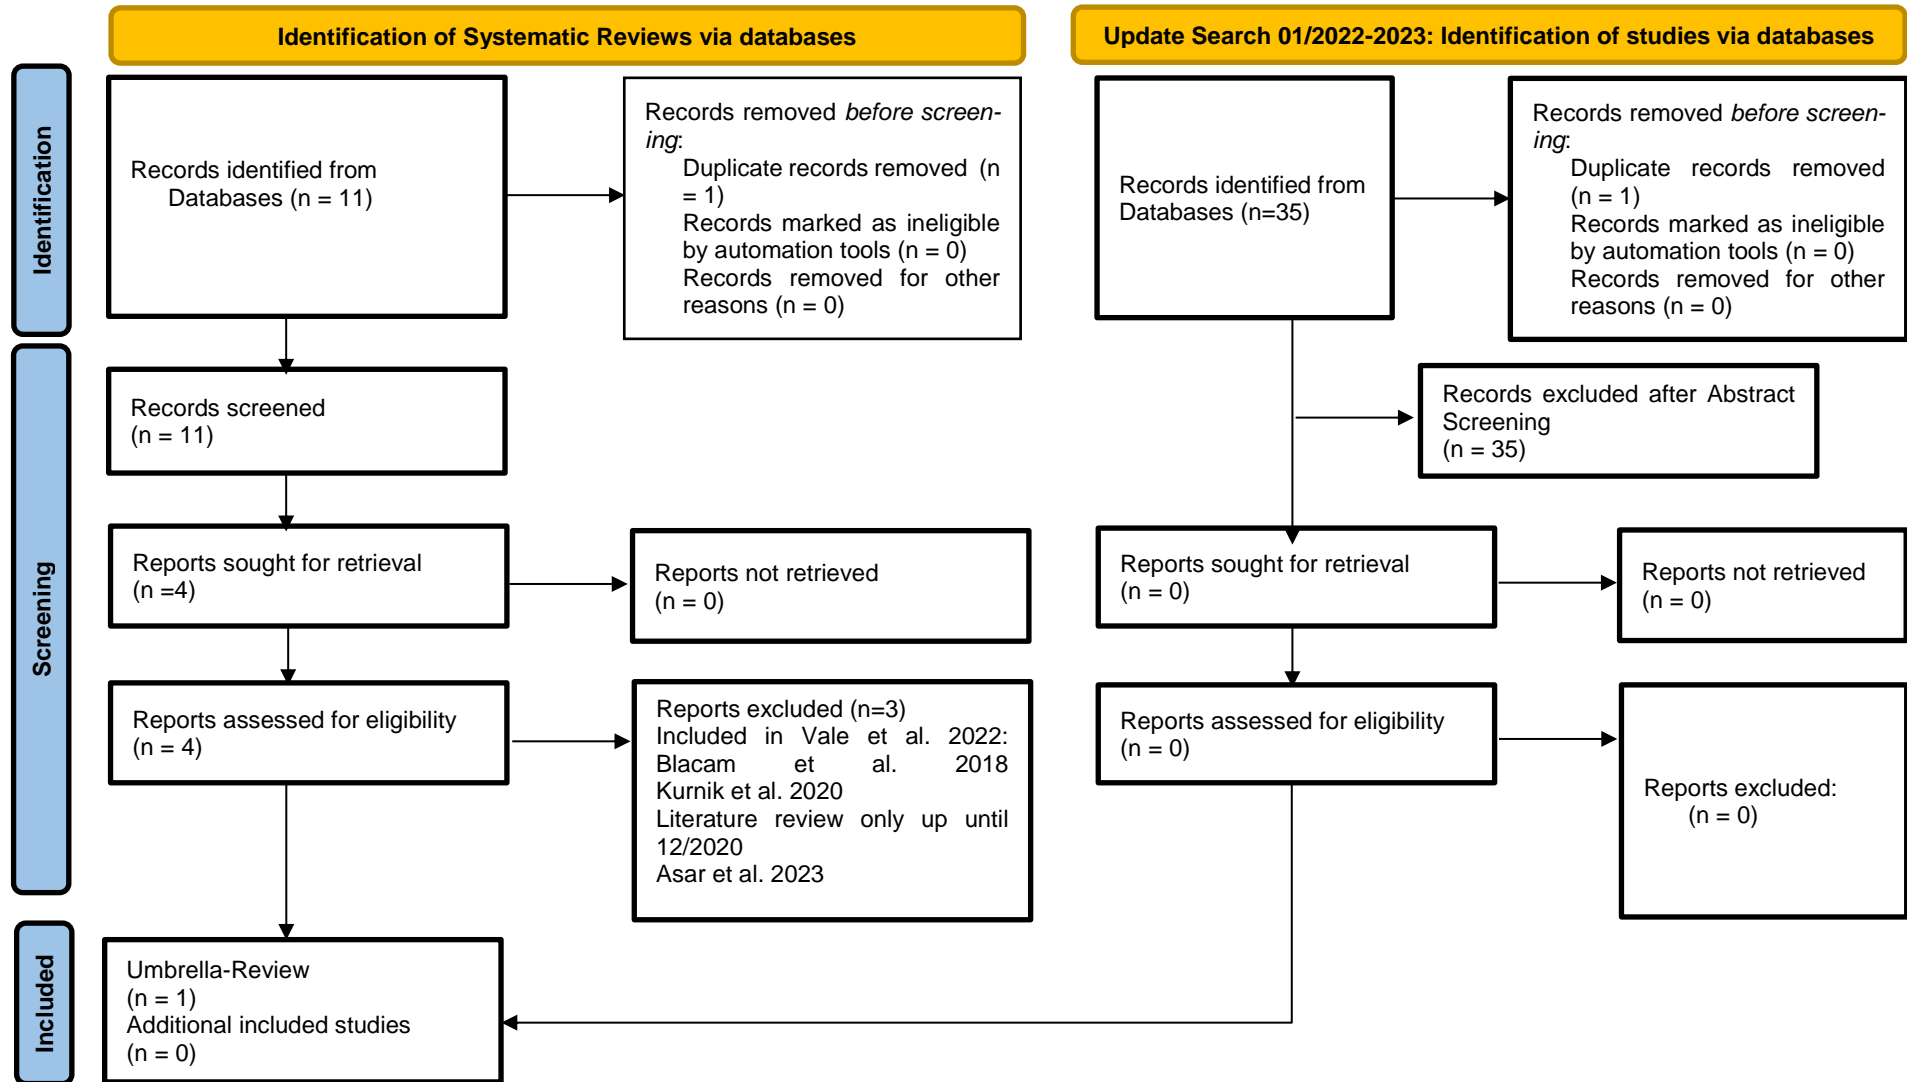 Identification of Systematic Reviews via databases
Update Search 01/2022-2023: Identification of studies via databases
Identification
Records identified from
Databases (n = 11)
Records removed before screen-
ing:
Duplicate records removed (n
= 1)
Records marked as ineligible
by automation tools (n = 0)
Records removed for other
reasons (n = 0)
Records identified from
Databases (n=35)
Records removed before screen-
ing:
Duplicate records removed
(n = 1)
Records marked as ineligible
by automation tools (n = 0)
Records removed for other
reasons (n = 0)
Screening
Records screened
(n = 11)
Records excluded after Abstract
Screening
(n = 35)
Reports sought for retrieval
(n =4)
Reports not retrieved
(n = 0)
Reports sought for retrieval
(n = 0)
Reports not retrieved
(n = 0)
Reports assessed for eligibility
(n = 4)
Reports excluded (n=3)
Included in Vale et al. 2022:
Blacam et al. 2018
Kurnik et al. 2020
Literature review only up until
12/2020
Asar et al. 2023
Reports assessed for eligibility
(n = 0)
Reports excluded:
(n = 0)
Included
Umbrella-Review
(n = 1)
Additional included studies
(n = 0)